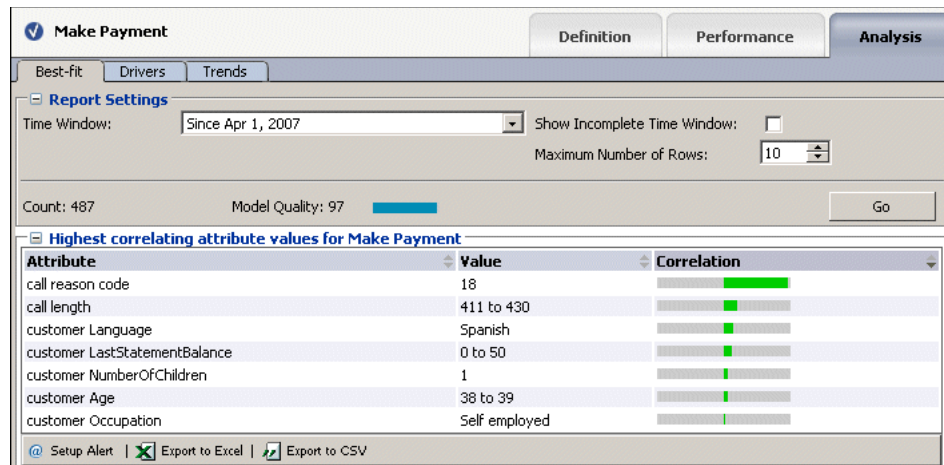 Make Payment
Definition
Performance
Analysis
Best-fit
Drivers
Trends
Report Settings
Time Window: Since Apr 1, 2007 Show Incomplete Time Window:
Maximum Number of Rows: 10
Count: 487 Model Quality: 97 Go
Highest correlating attribute values for Make Payment
Attribute Value Correlation
call reason code 18
call length 411 to 430
customer Language Spanish
customer LastStatementBalance 0 to 50
customer NumberOfChildren 1
customer Age 38 to 39
customer Occupation Self employed
@ Setup Alert | Export to Excel | Export to CSV